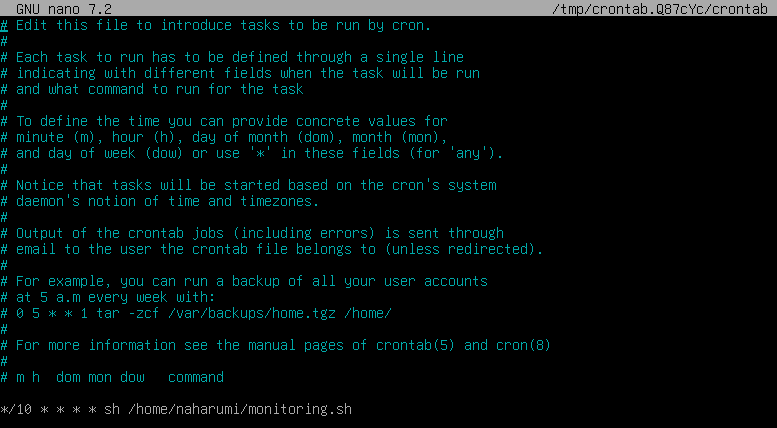 GNU nano 7.2 /tmp/crontab.Q87cYc/crontab
# Edit this file to introduce tasks to be run by cron.
#
# Each task to run has to be defined through a single line
# indicating with different fields when the task will be run
# and what command to run for the task
#
# To define the time you can provide concrete values for
# minute (m), hour (h), day of month (dom), month (mon),
# and day of week (dow) or use '*' in these fields (for 'any').
#
# Notice that tasks will be started based on the cron's system
# daemon's notion of time and timezones.
#
# Output of the crontab jobs (including errors) is sent through
# email to the user the crontab file belongs to (unless redirected).
#
# For example, you can run a backup of all your user accounts
# at 5 a.m every week with:
# 0 5 * * 1 tar -zcf /var/backups/home.tgz /home/
#
# For more information see the manual pages of crontab(5) and cron(8)
#
# m h  dom mon dow   command
*/10 * * * * sh /home/naharumi/monitoring.sh